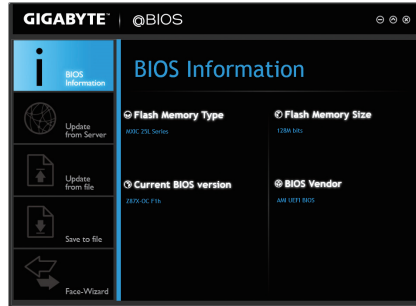 GIGABYTE™ | @BIOS
BIOS
Information
BIOS Information
Update
from Server
Flash Memory Type
MXIC 25L Series
Flash Memory Size
128M bits
Update
from file
Current BIOS version
Z87X-OC F1h
BIOS Vendor
AMI UEFI BIOS
Save to file
Face-Wizard